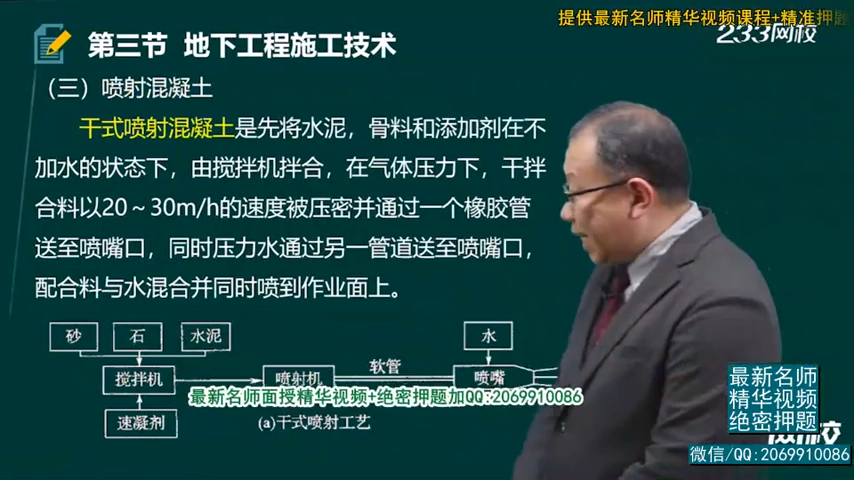 提供最新名师精华视频课程+精准押题
233网校
第三节 地下工程施工技术
（三）喷射混凝土
干式喷射混凝土是先将水泥，骨料和添加剂在不
加水的状态下，由搅拌机拌合，在气体压力下，干拌
合料以20～30m/h的速度被压密并通过一个橡胶管
送至喷嘴口，同时压力水通过另一管道送至喷嘴口，
配合料与水混合并同时喷到作业面上。
砂 石 水泥 水
搅拌机 喷射机 软管 喷嘴
最新名师面授精华视频+绝密押题加QQ:2069910086
速凝剂 (a)干式喷射工艺
最新名师
精华视频
绝密押题
微信/QQ:2069910086